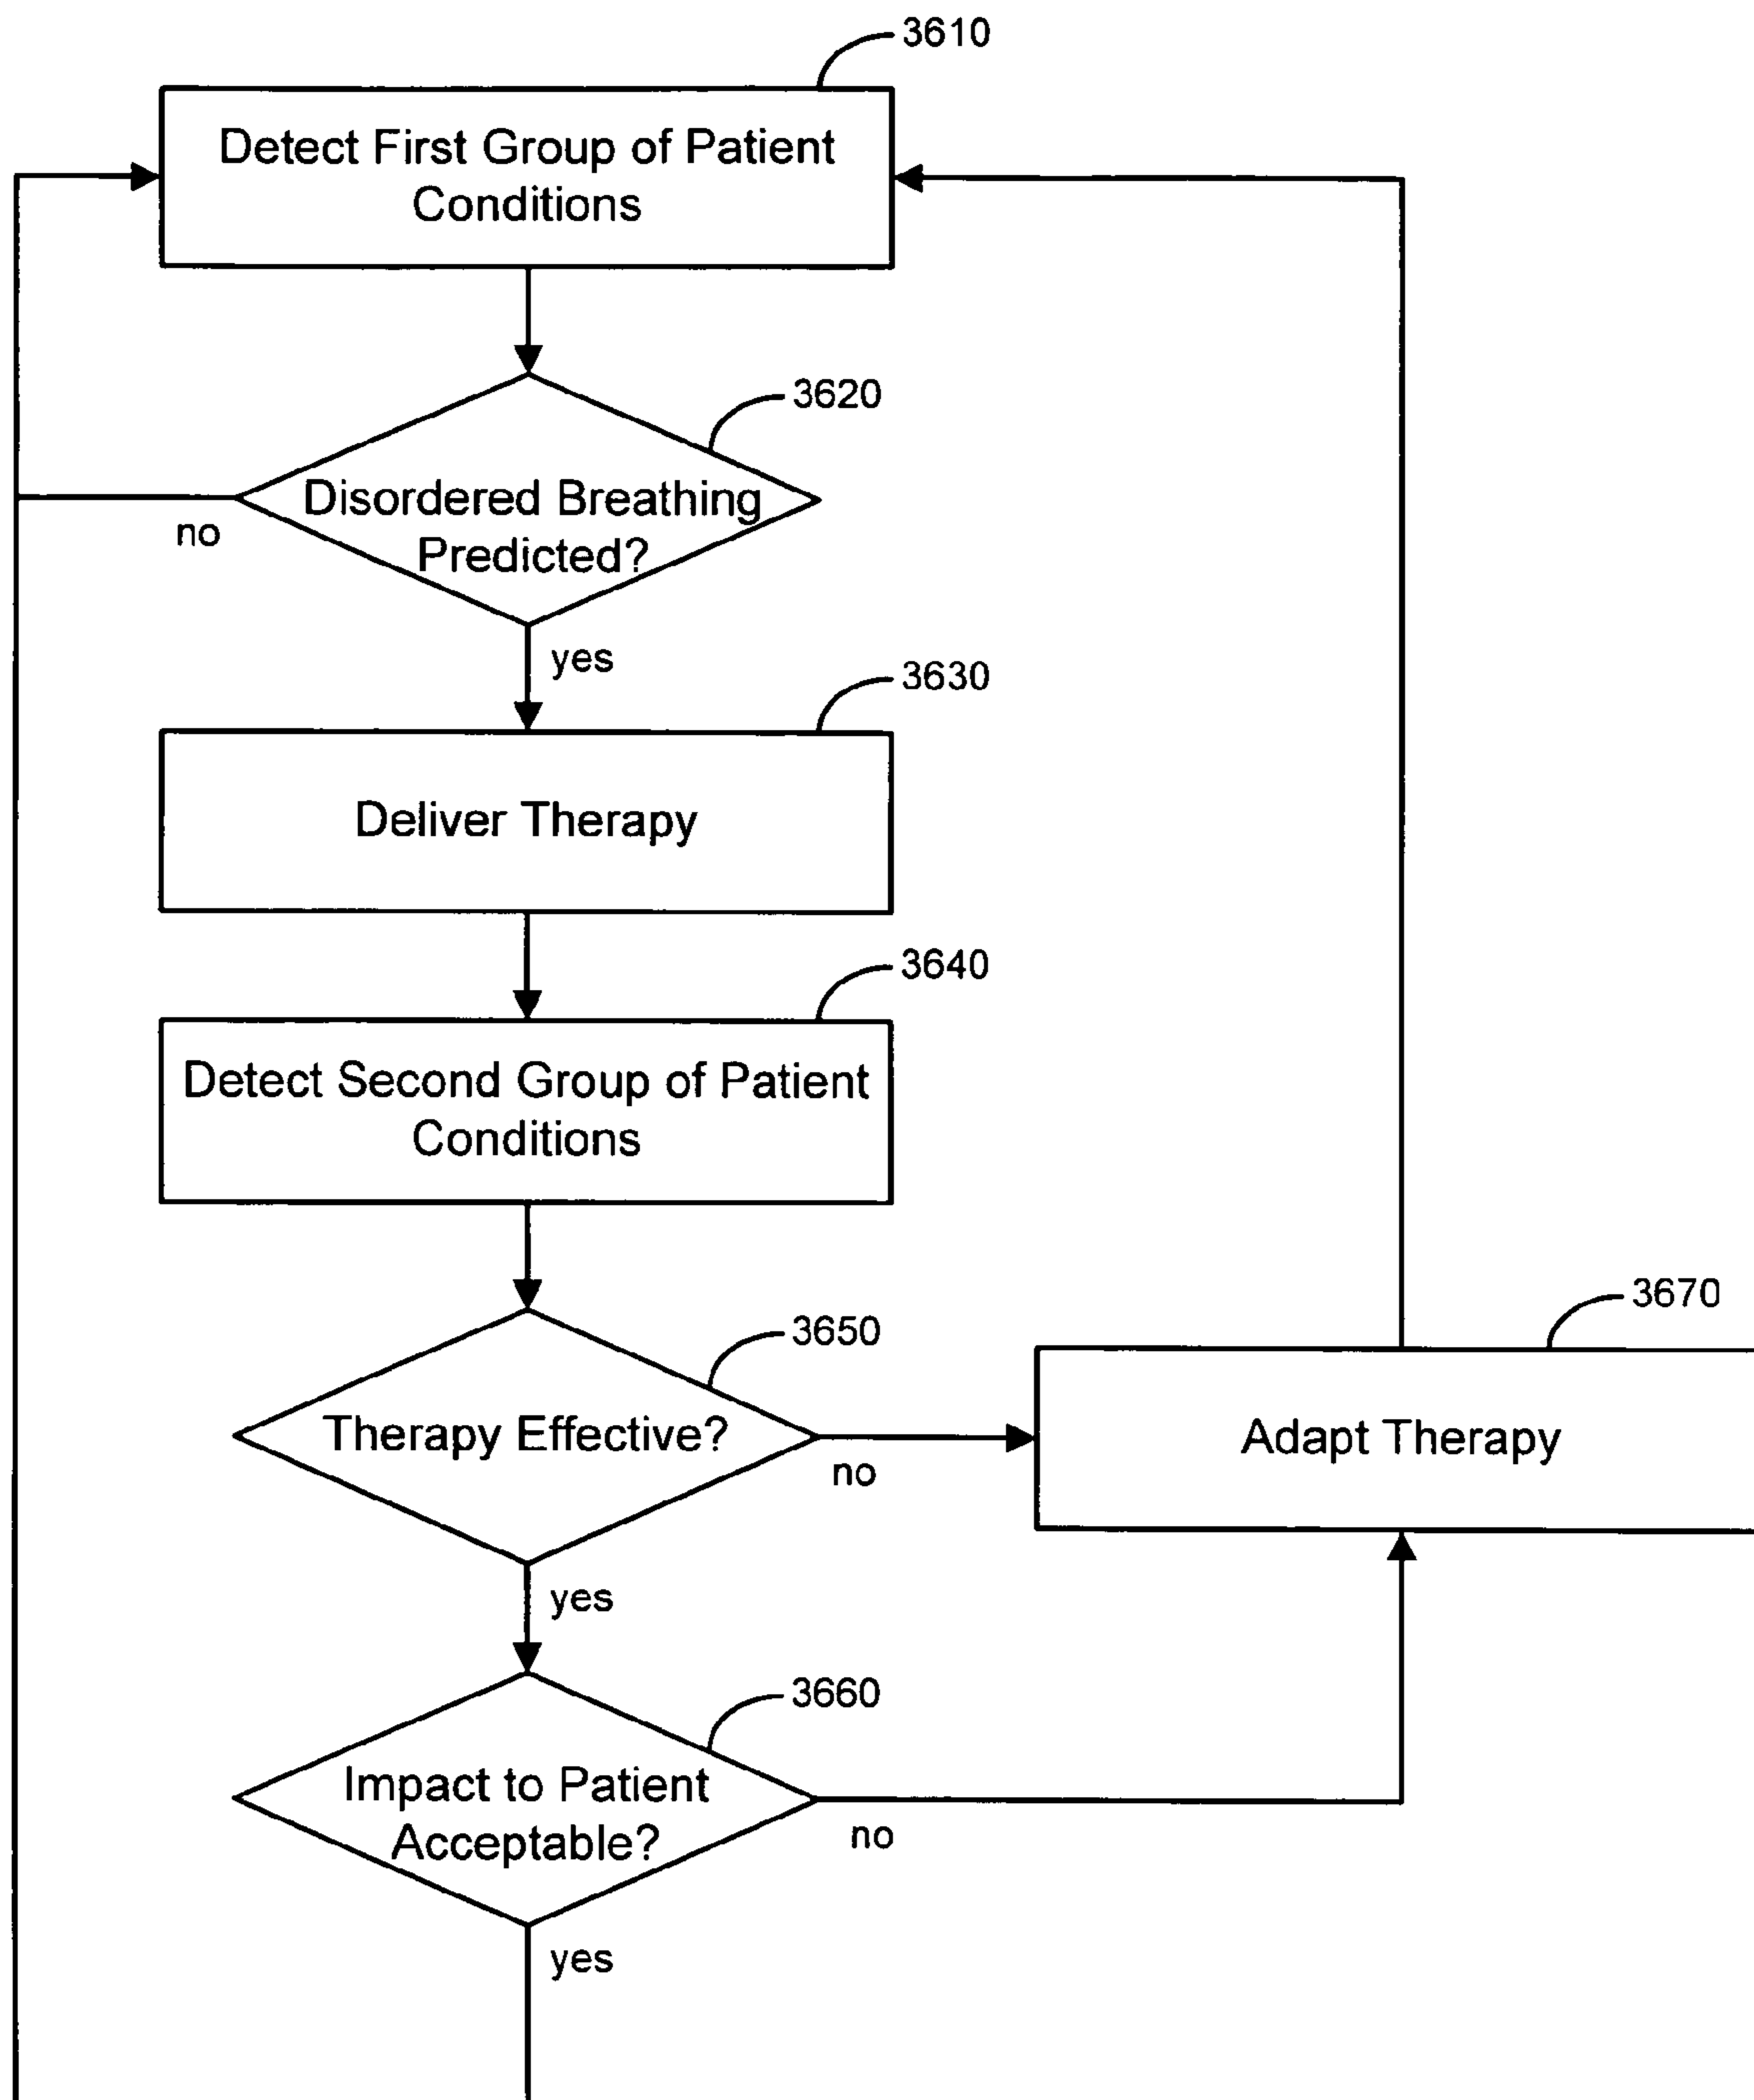 3610
Detect First Group of Patient
Conditions
3620
Disordered Breathing
Predicted?
no
yes
3630
Deliver Therapy
3640
Detect Second Group of Patient
Conditions
3650
Therapy Effective?
no
yes
3670
Adapt Therapy
3660
Impact to Patient
Acceptable?
no
yes